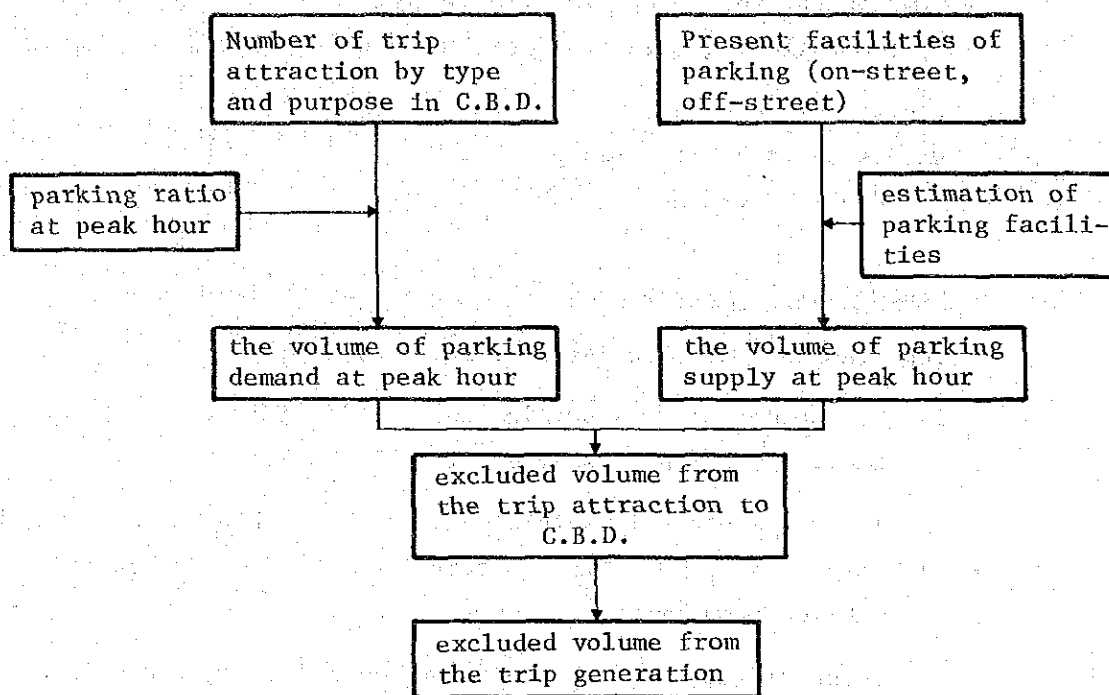 Number of trip
attraction by type
and purpose in C.B.D.
Present facilities of
parking (on-street,
off-street)
parking ratio
at peak hour
estimation of
parking facili-
ties
the volume of parking
demand at peak hour
the volume of parking
supply at peak hour
excluded volume from
the trip attraction to
C.B.D.
excluded volume from
the trip generation